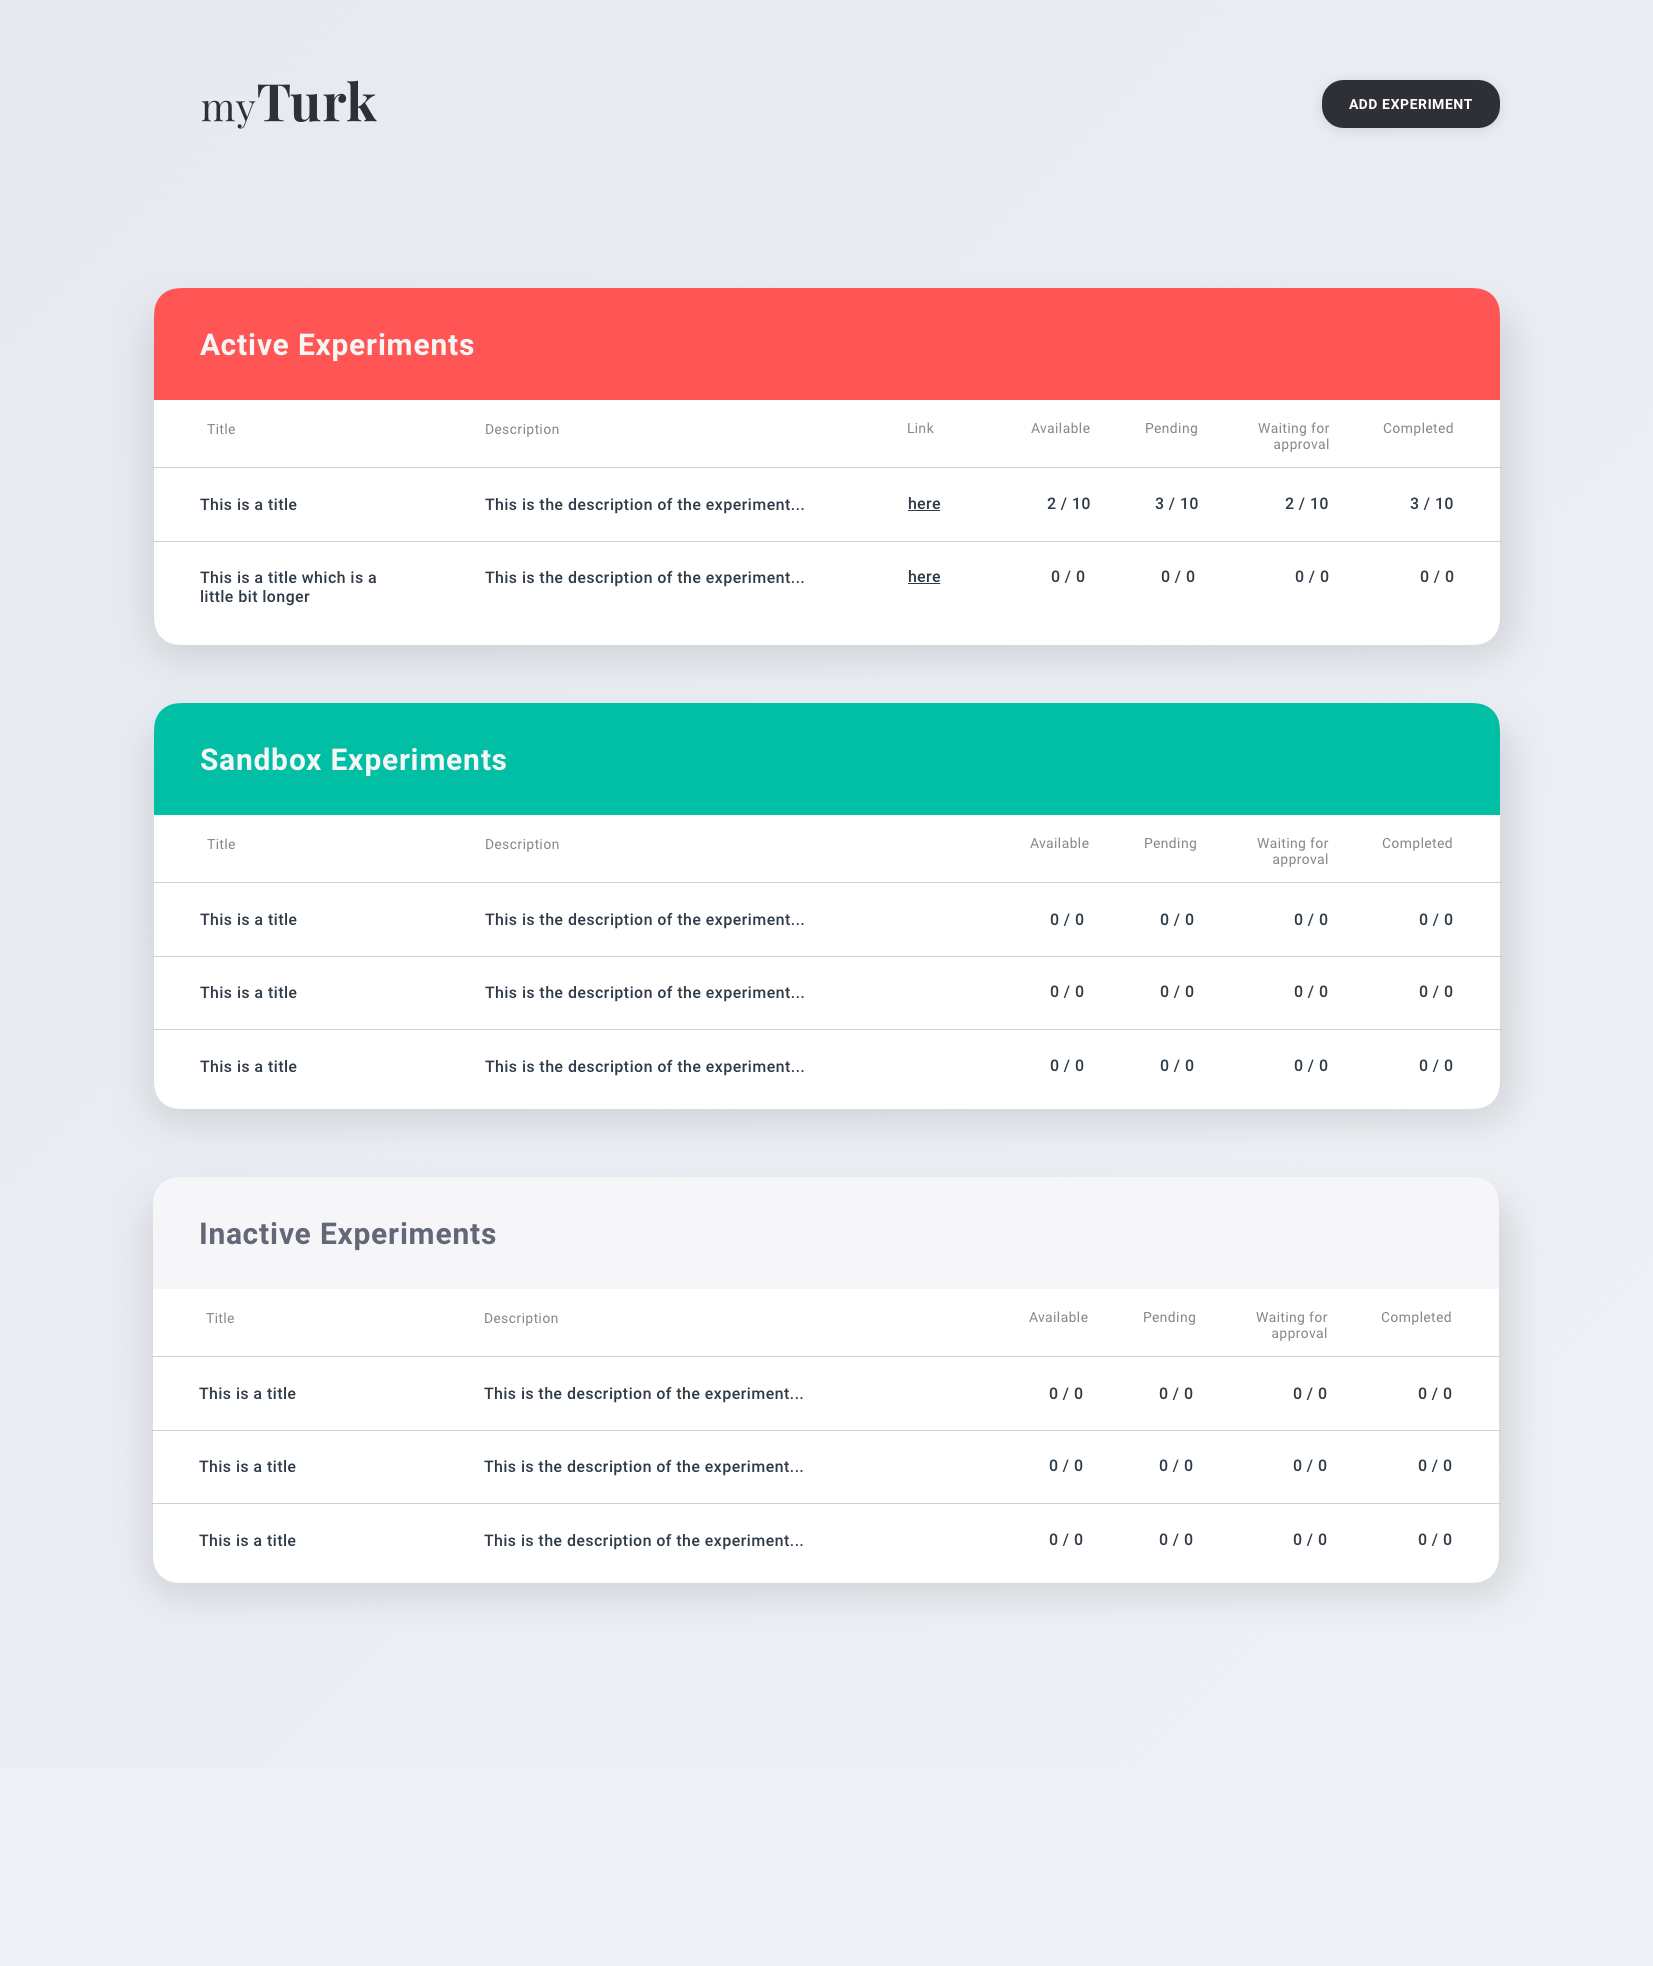 myTurk
ADD EXPERIMENT
Active Experiments
Title Description Link Available Pending Waiting for Completed
approval
This is a title This is the description of the experiment... here 2 / 10 3 / 10 2 / 10 3 / 10
This is a title which is a This is the description of the experiment... here 0 / 0 0 / 0 0 / 0 0 / 0
little bit longer
Sandbox Experiments
Title Description Available Pending Waiting for Completed
approval
This is a title This is the description of the experiment... 0 / 0 0 / 0 0 / 0 0 / 0
This is a title This is the description of the experiment... 0 / 0 0 / 0 0 / 0 0 / 0
This is a title This is the description of the experiment... 0 / 0 0 / 0 0 / 0 0 / 0
Inactive Experiments
Title Description Available Pending Waiting for Completed
approval
This is a title This is the description of the experiment... 0 / 0 0 / 0 0 / 0 0 / 0
This is a title This is the description of the experiment... 0 / 0 0 / 0 0 / 0 0 / 0
This is a title This is the description of the experiment... 0 / 0 0 / 0 0 / 0 0 / 0